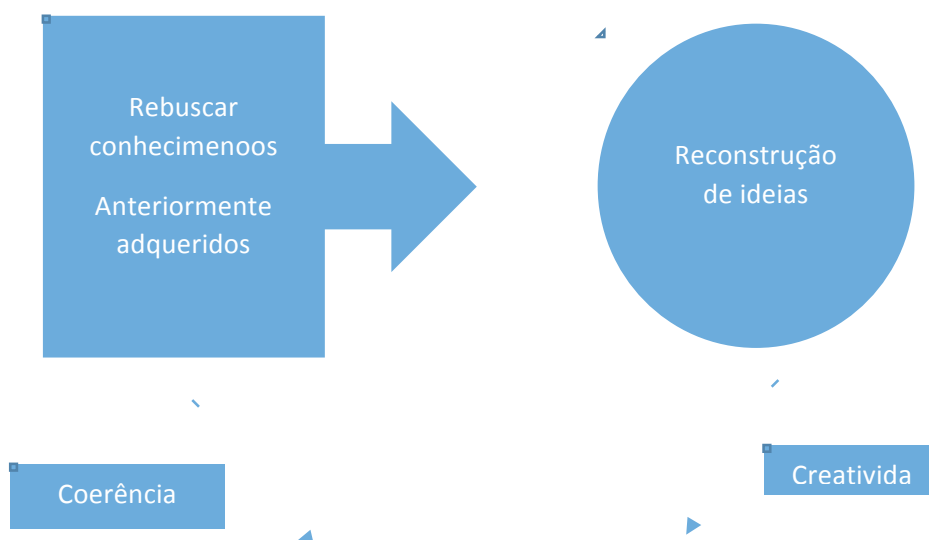 Rebuscar
conhecimenoos
Anteriormente
adqueridos
Reconstrução
de ideias
Coerência
Creativida